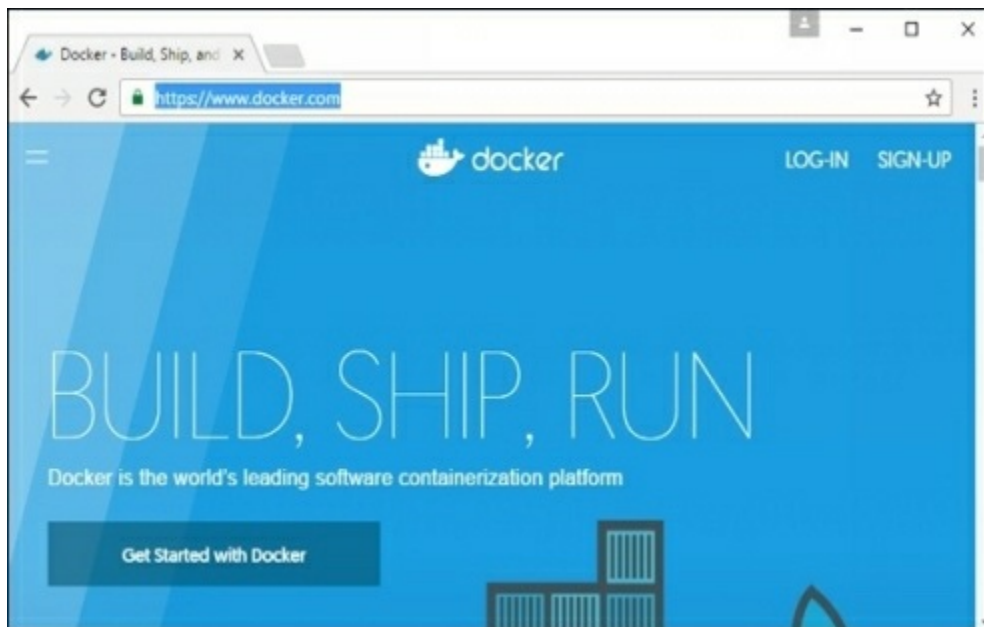 Docker - Build, Ship, and
https://www.docker.com
docker
LOG-IN SIGN-UP
BUILD, SHIP, RUN
Docker is the world's leading software containerization platform
Get Started with Docker